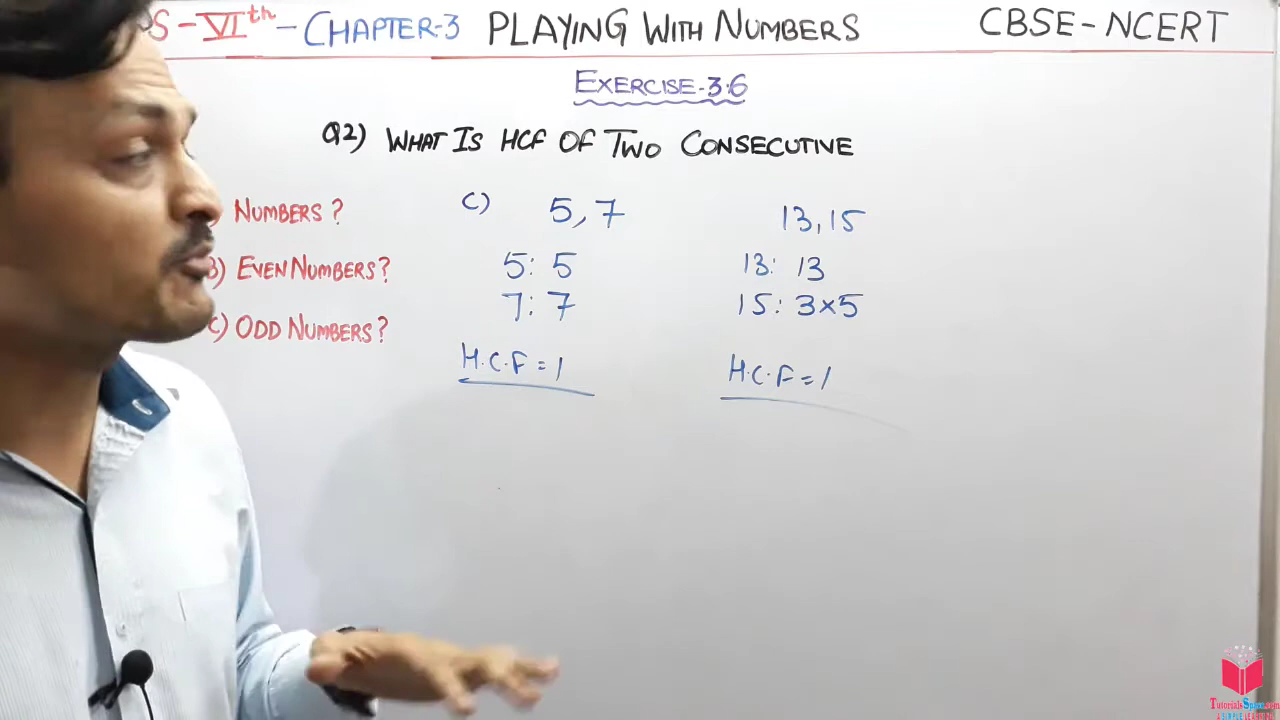 S-VIth-CHAPTER-3 PLAYING WITH NUMBERS CBSE-NCERT
EXERCISE-3.6
Q2) WHAT IS HCF OF TWO CONSECUTIVE
) NUMBERS?
B) EVEN NUMBERS?
C) ODD NUMBERS?
C) 5,7
5: 5
7: 7
H.C.F=1
13,15
13: 13
15: 3×5
H.C.F=1